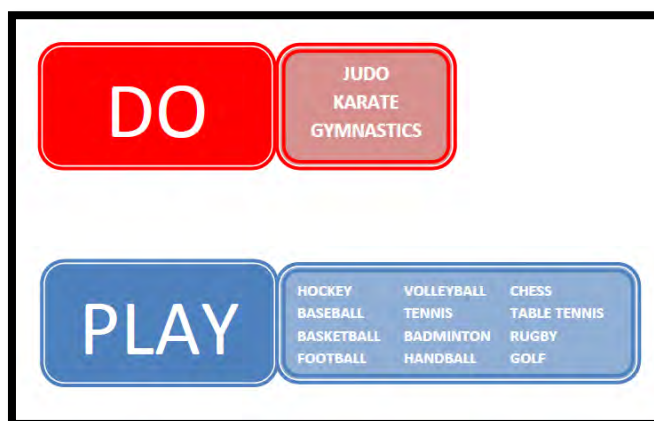 DO
JUDO
KARATE
GYMNASTICS
PLAY
HOCKEY VOLLEYBALL CHESS
BASEBALL TENNIS TABLE TENNIS
BASKETBALL BADMINTON RUGBY
FOOTBALL HANDBALL GOLF